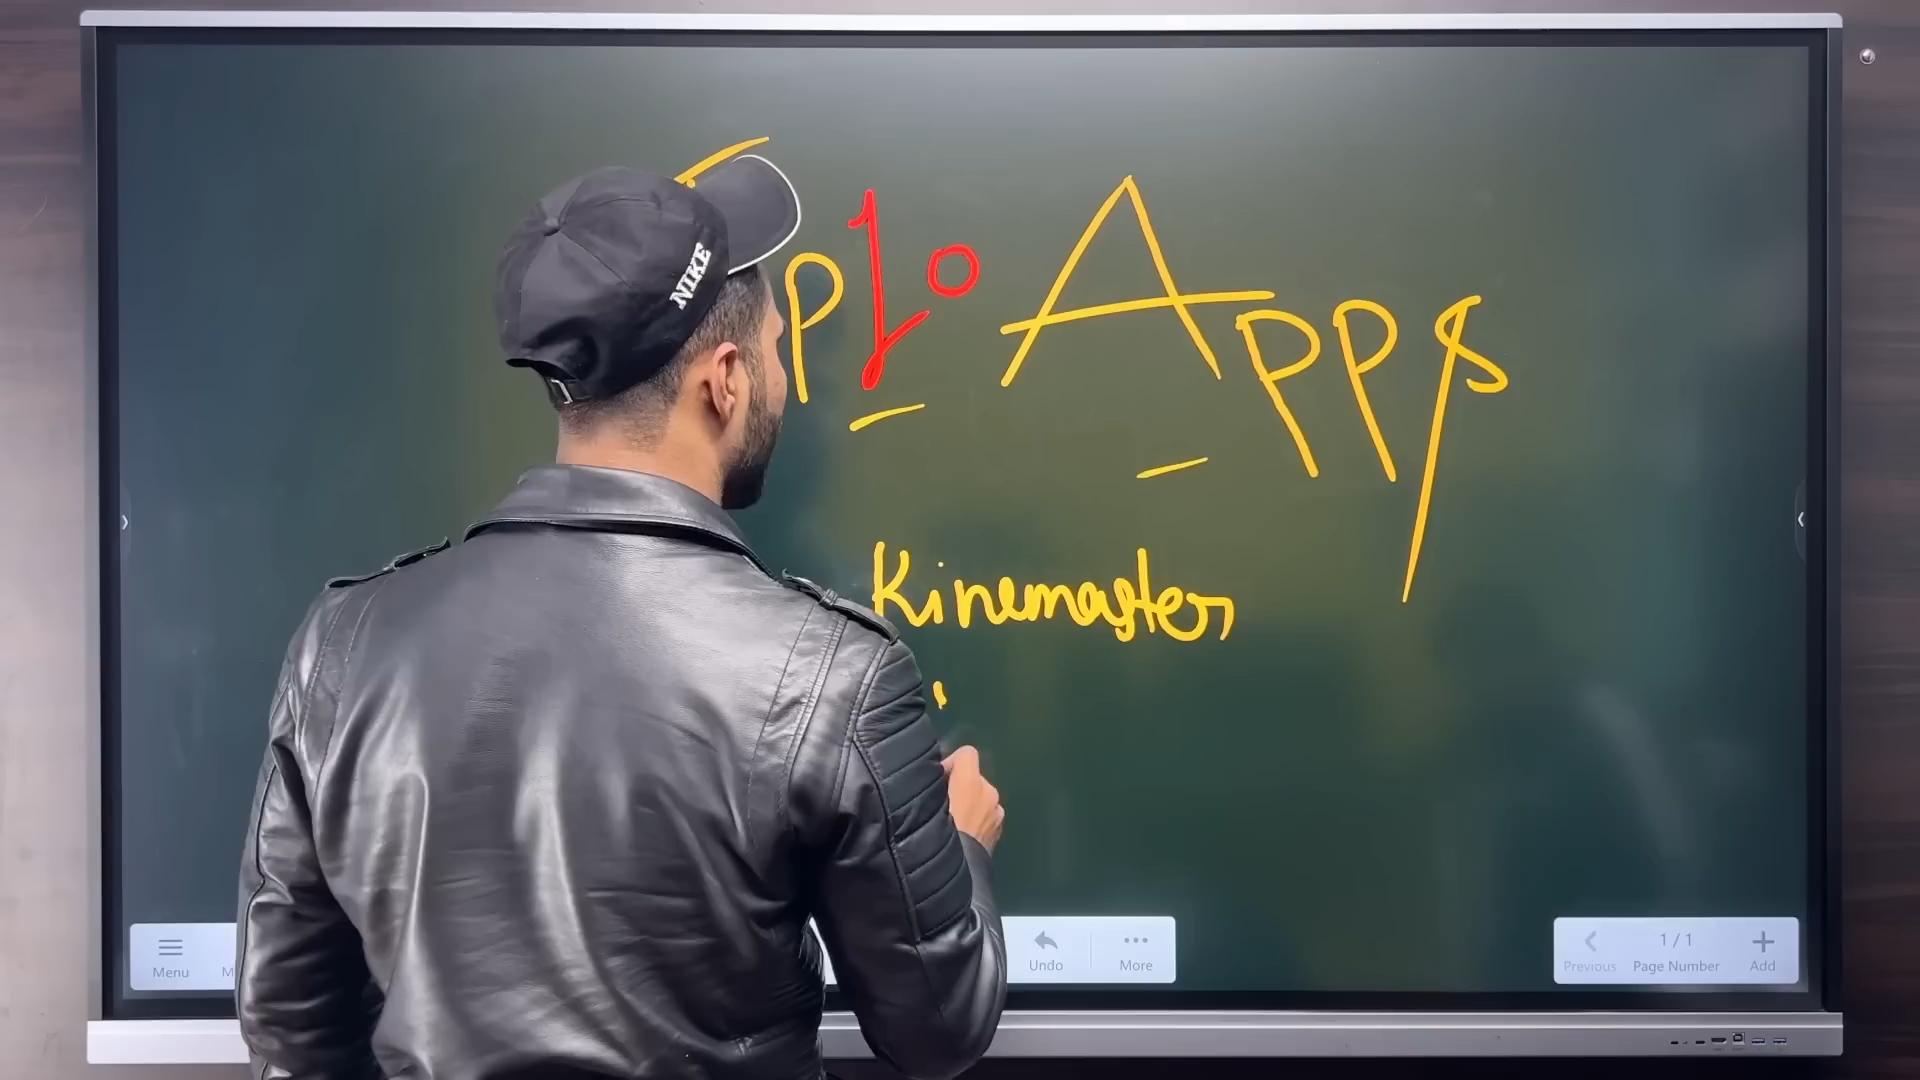 p 10 Apps
NIKE
Kinemaster
Menu
Undo
More
1 / 1
Previous
Page Number
Add